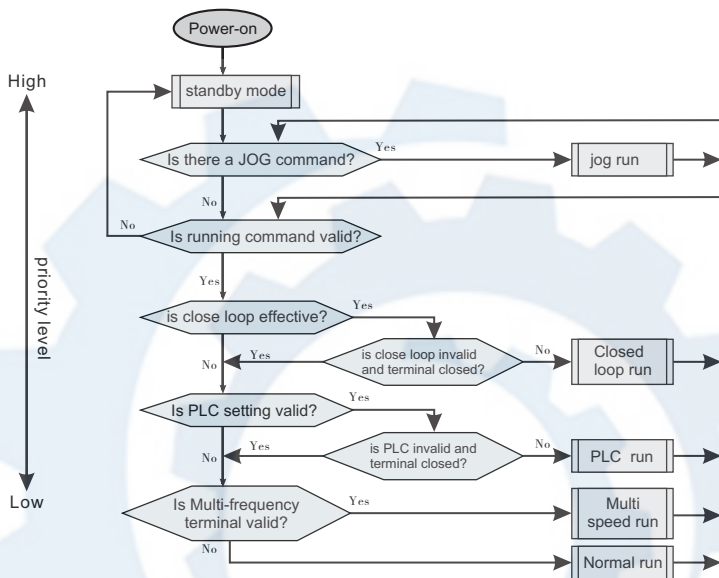 Power-on
High
standby mode
Is there a JOG command?
Yes
jog run
No
No
Is running command valid?
Yes
priority level
is close loop effective?
Yes
Yes
is close loop invalid
and terminal closed?
No
Closed
loop run
No
Is PLC setting valid?
Yes
Yes
is PLC invalid and
terminal closed?
No
PLC run
No
Low
Is Multi-frequency
terminal valid?
Yes
Multi
speed run
No
Normal run